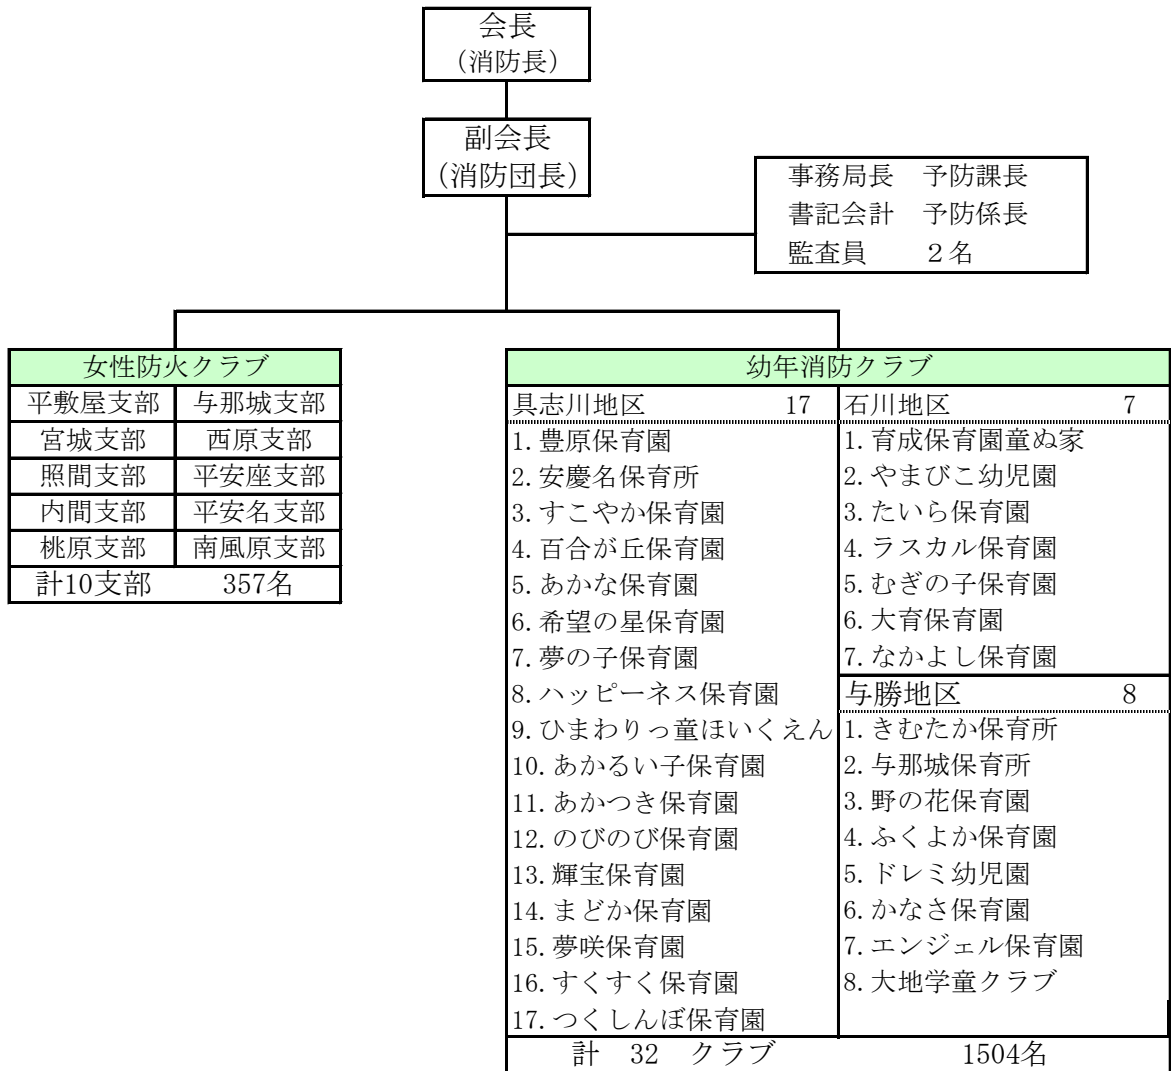 会長
（消防長）
副会長
（消防団長）
事務局長　予防課長
書記会計　予防係長
監査員　２名
女性防火クラブ
平敷屋支部　与那城支部
宮城支部　西原支部
照間支部　平安座支部
内間支部　平安名支部
桃原支部　南風原支部
計10支部　357名
幼年消防クラブ
具志川地区　17
1.豊原保育園
2.安慶名保育所
3.すこやか保育園
4.百合が丘保育園
5.あかな保育園
6.希望の星保育園
7.夢の子保育園
8.ハッピーネス保育園
9.ひまわりっ童ほいくえん
10.あかるい子保育園
11.あかつき保育園
12.のびのび保育園
13.輝宝保育園
14.まどか保育園
15.夢咲保育園
16.すくすく保育園
17.つくしんぼ保育園
石川地区　7
1.育成保育園童ぬ家
2.やまびこ幼児園
3.たいら保育園
4.ラスカル保育園
5.むぎの子保育園
6.大育保育園
7.なかよし保育園
与勝地区　8
1.きむたか保育所
2.与那城保育所
3.野の花保育園
4.ふくよか保育園
5.ドレミ幼児園
6.かなさ保育園
7.エンジェル保育園
8.大地学童クラブ
計　32　クラブ　1504名